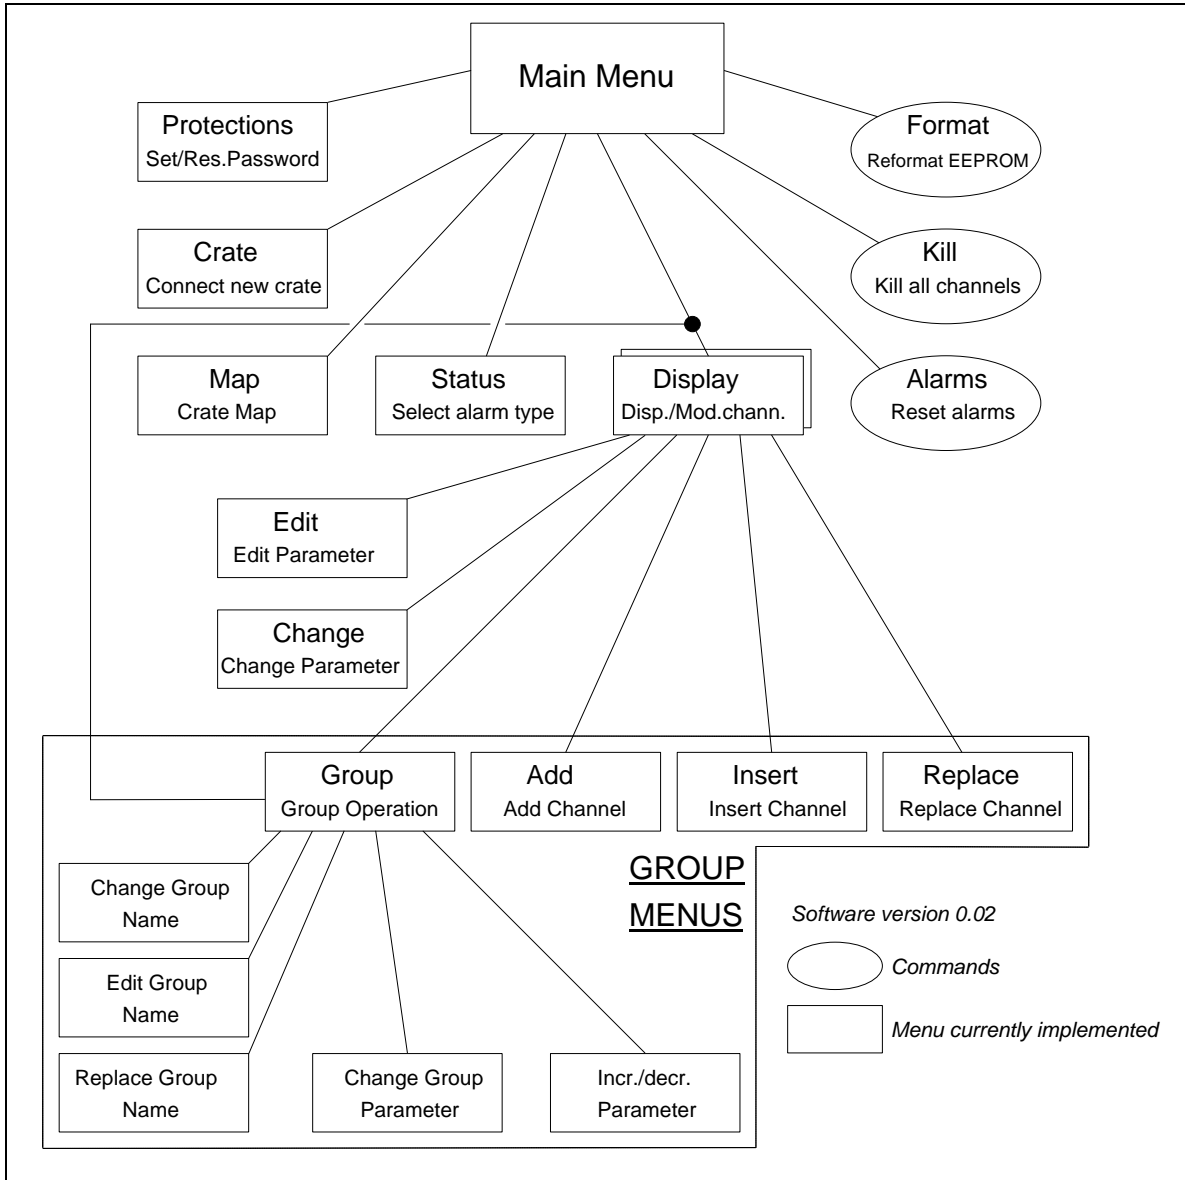 Main Menu
Protections
Set/Res.Password
Format
Reformat EEPROM
Crate
Connect new crate
Kill
Kill all channels
Map
Crate Map
Status
Select alarm type
Display
Disp./Mod.chann.
Alarms
Reset alarms
Edit
Edit Parameter
Change
Change Parameter
Group
Group Operation
Add
Add Channel
Insert
Insert Channel
Replace
Replace Channel
GROUP
MENUS
Change Group
Name
Edit Group
Name
Replace Group
Name
Change Group
Parameter
Incr./decr.
Parameter
Software version 0.02
Commands
Menu currently implemented